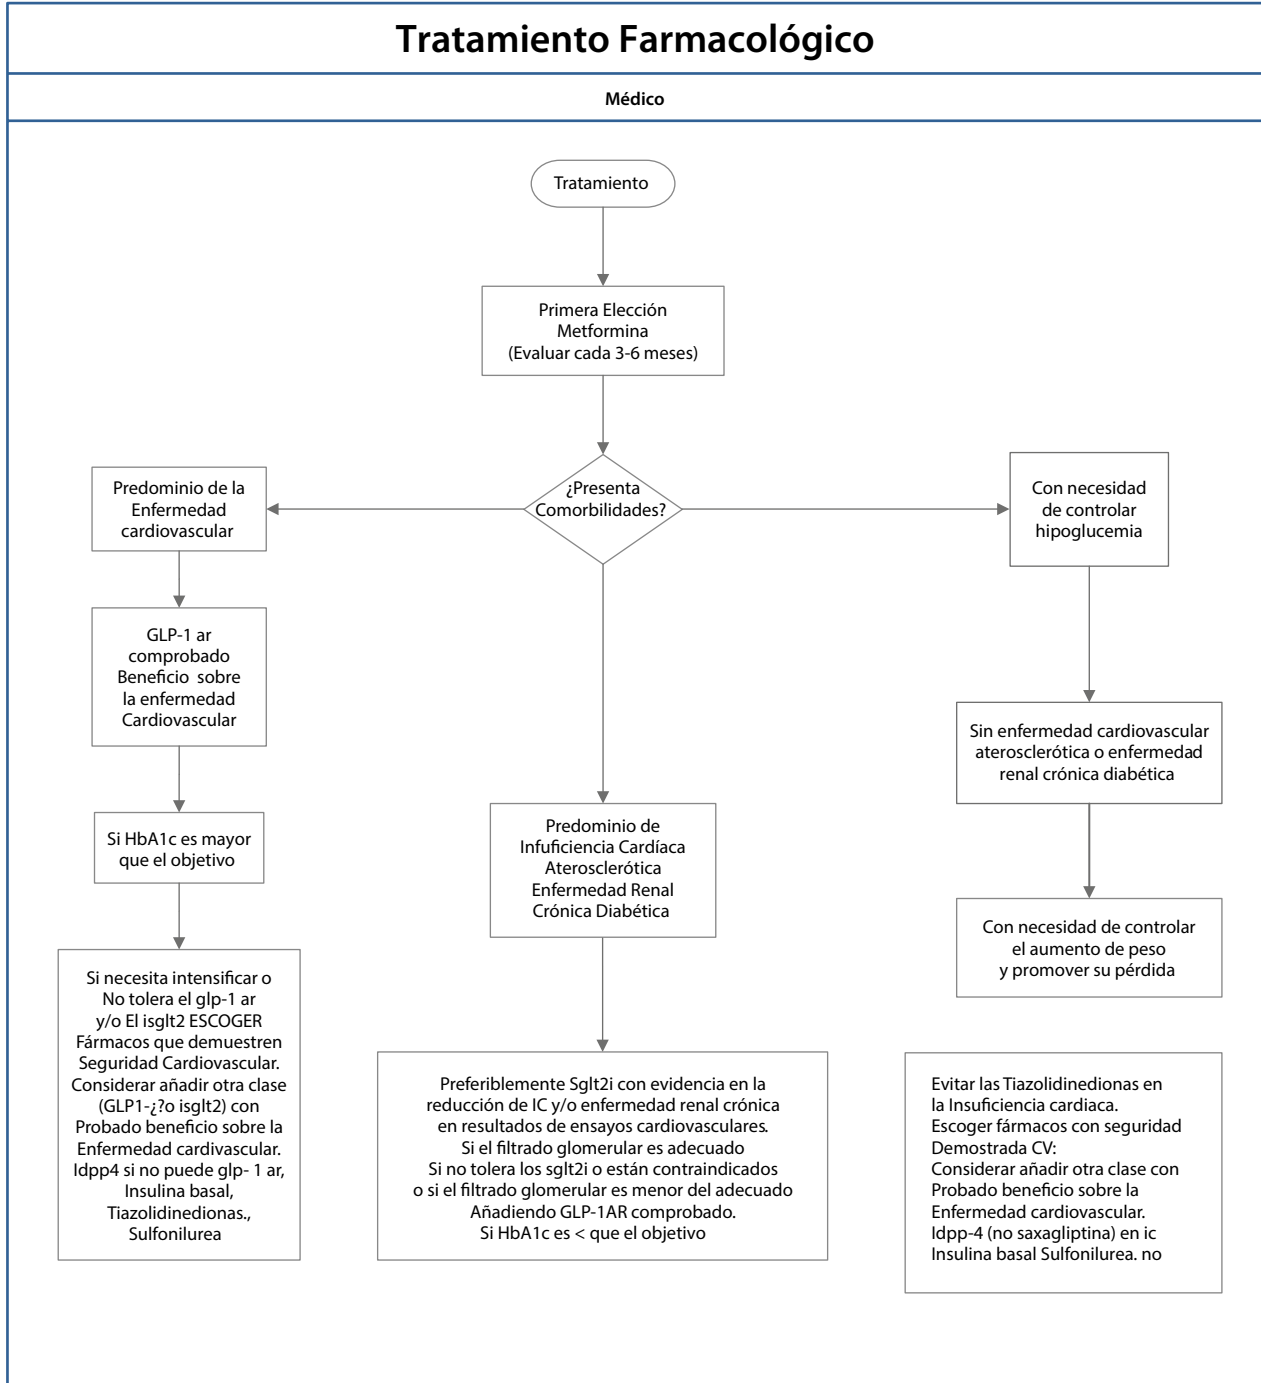 Tratamiento Farmacológico
Médico
Tratamiento
Primera Elección
Metformina
(Evaluar cada 3-6 meses)
¿Presenta
Comorbilidades?
Predominio de la
Enfermedad
cardiovascular
GLP-1 ar
comprobado
Beneficio sobre
la enfermedad
Cardiovascular
Si HbA1c es mayor
que el objetivo
Si necesita intensificar o
No tolera el glp-1 ar
y/o El isglt2 ESCOGER
Fármacos que demuestren
Seguridad Cardiovascular.
Considerar añadir otra clase
(GLP1-¿?o isglt2) con
Probado beneficio sobre la
Enfermedad cardivascular.
Idpp4 si no puede glp- 1 ar,
Insulina basal,
Tiazolidinedionas.,
Sulfonilurea
Predominio de
Infuficiencia Cardíaca
Aterosclerótica
Enfermedad Renal
Crónica Diabética
Preferiblemente Sglt2i con evidencia en la
reducción de IC y/o enfermedad renal crónica
en resultados de ensayos cardiovasculares.
Si el filtrado glomerular es adecuado
Si no tolera los sglt2i o están contraindicados
o si el filtrado glomerular es menor del adecuado
Añadiendo GLP-1AR comprobado.
Si HbA1c es < que el objetivo
Con necesidad
de controlar
hipoglucemia
Sin enfermedad cardiovascular
aterosclerótica o enfermedad
renal crónica diabética
Con necesidad de controlar
el aumento de peso
y promover su pérdida
Evitar las Tiazolidinedionas en
la Insuficiencia cardiaca.
Escoger fármacos con seguridad
Demostrada CV:
Considerar añadir otra clase con
Probado beneficio sobre la
Enfermedad cardiovascular.
Idpp-4 (no saxagliptina) en ic
Insulina basal Sulfonilurea. no